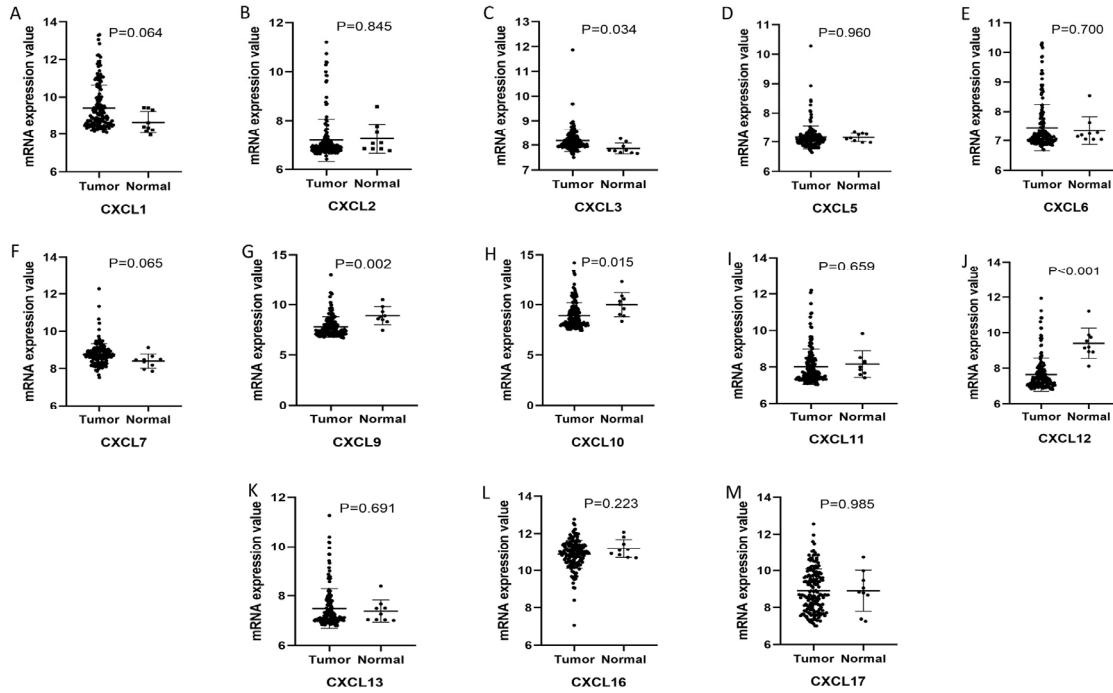 A
mRNA expression value
14
12
10
8
6
P=0.064
Tumor Normal
CXCL1
B
mRNA expression value
12
10
8
6
P=0.845
Tumor Normal
CXCL2
C
mRNA expression value
13
12
11
10
9
8
7
P=0.034
Tumor Normal
CXCL3
D
mRNA expression value
11
10
9
8
7
6
P=0.960
Tumor Normal
CXCL5
E
mRNA expression value
11
10
9
8
7
6
P=0.700
Tumor Normal
CXCL6
F
mRNA expression value
14
12
10
8
6
P=0.065
Tumor Normal
CXCL7
G
mRNA expression value
15
10
5
0
P=0.002
Tumor Normal
CXCL9
H
mRNA expression value
15
10
5
0
P=0.015
Tumor Normal
CXCL10
I
mRNA expression value
14
12
10
8
6
P=0.659
Tumor Normal
CXCL11
J
mRNA expression value
14
12
10
8
6
P<0.001
Tumor Normal
CXCL12
K
mRNA expression value
12
10
8
6
P=0.691
Tumor Normal
CXCL13
L
mRNA expression value
14
12
10
8
6
P=0.223
Tumor Normal
CXCL16
M
mRNA expression value
14
12
10
8
6
P=0.985
Tumor Normal
CXCL17